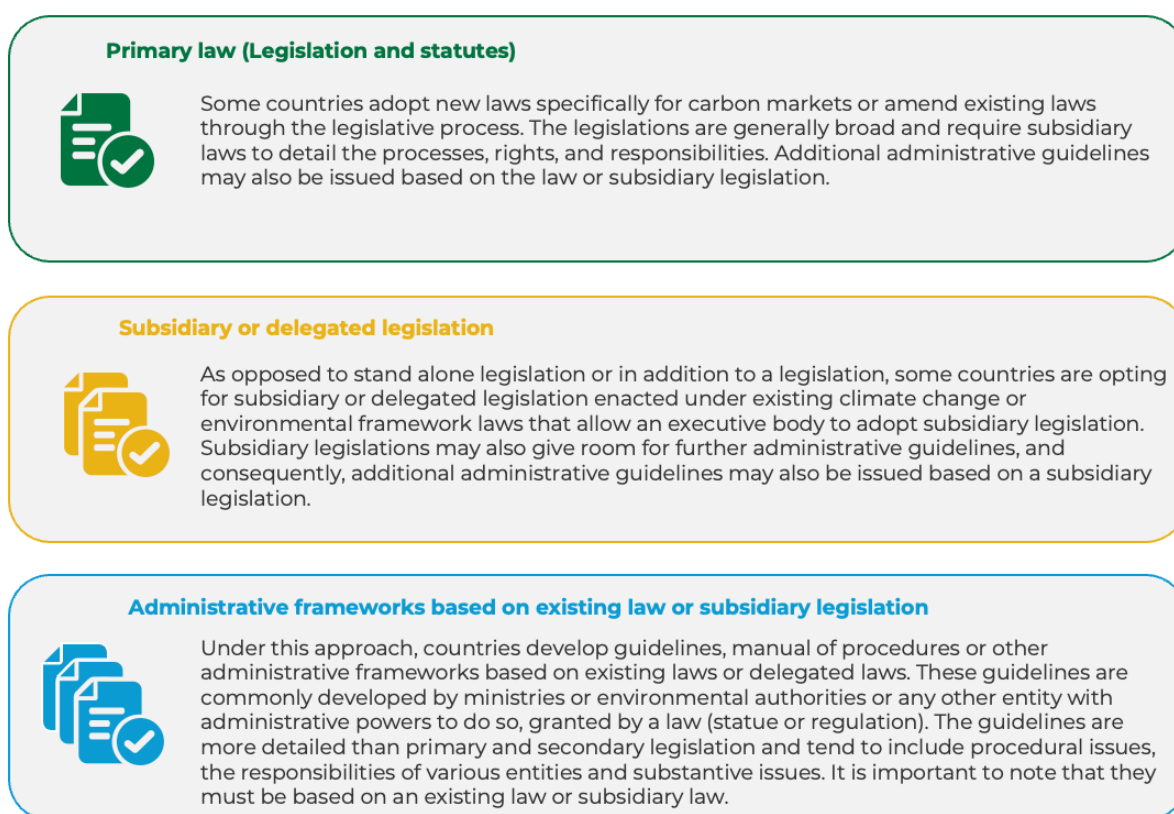 Primary law (Legislation and statutes)
Some countries adopt new laws specifically for carbon markets or amend existing laws
through the legislative process. The legislations are generally broad and require subsidiary
laws to detail the processes, rights, and responsibilities. Additional administrative guidelines
may also be issued based on the law or subsidiary legislation.
Subsidiary or delegated legislation
As opposed to stand alone legislation or in addition to a legislation, some countries are opting
for subsidiary or delegated legislation enacted under existing climate change or
environmental framework laws that allow an executive body to adopt subsidiary legislation.
Subsidiary legislations may also give room for further administrative guidelines, and
consequently, additional administrative guidelines may also be issued based on a subsidiary
legislation.
Administrative frameworks based on existing law or subsidiary legislation
Under this approach, countries develop guidelines, manual of procedures or other
administrative frameworks based on existing laws or delegated laws. These guidelines are
commonly developed by ministries or environmental authorities or any other entity with
administrative powers to do so, granted by a law (statue or regulation). The guidelines are
more detailed than primary and secondary legislation and tend to include procedural issues,
the responsibilities of various entities and substantive issues. It is important to note that they
must be based on an existing law or subsidiary law.